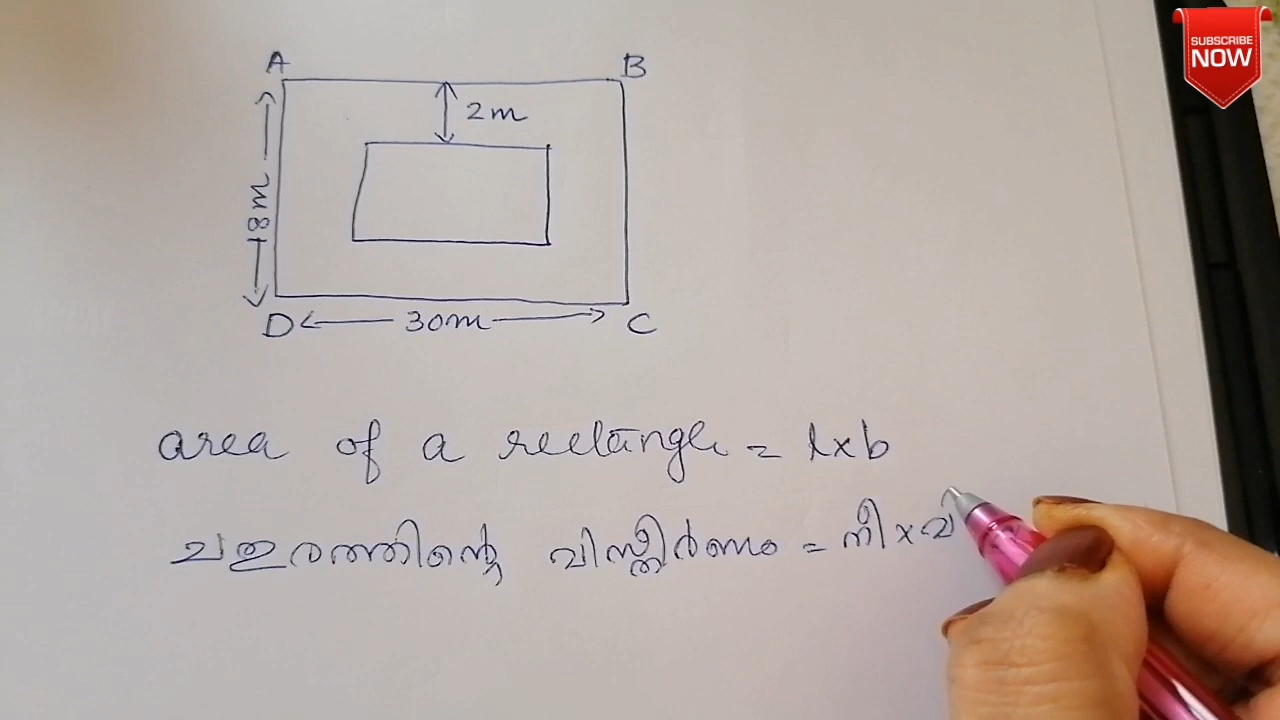 SUBSCRIBE
NOW
A
B
2m
18m
D
30m
C
area of a rectangle = l×b
ചതുരത്തിന്റെ വിസ്തീർണം = നീ×വീ